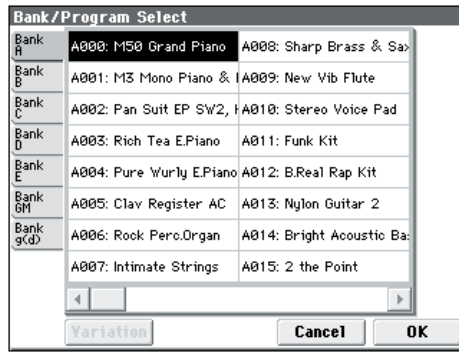 Bank/Program Select
Bank A
Bank B
Bank C
Bank D
Bank E
Bank GM
Bank g(d)
A000: M50 Grand Piano
A001: M3 Mono Piano &
A002: Pan Suit EP SW2,
A003: Rich Tea E.Piano
A004: Pure Wurly E.Piano
A005: Clav Register AC
A006: Rock Perc.Organ
A007: Intimate Strings
A008: Sharp Brass & Sax
A009: New Vib Flute
A010: Stereo Voice Pad
A011: Funk Kit
A012: B.Real Rap Kit
A013: Nylon Guitar 2
A014: Bright Acoustic
A015: 2 the Point
Variation
Cancel
OK